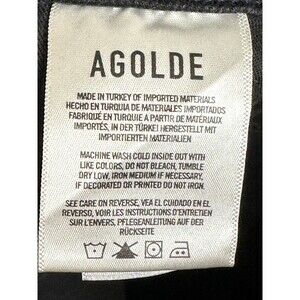 AGOLDE
MADE IN TURKEY OF IMPORTED MATERIALS
HECHO EN TURQUIA DE MATERIALES IMPORTADOS
FABRIQUÉ EN TURQUIE A PARTIR DE MATÉRIAUX
IMPORTÉS, IN DER TÜRKEI HERGESTELLT MIT
IMPORTIERTEN MATERIALIEN
MACHINE WASH COLD INSIDE OUT WITH
LIKE COLORS, DO NOT BLEACH, TUMBLE
DRY LOW, IRON MEDIUM IF NECESSARY,
IF DECORATED OR PRINTED DO NOT IRON.
SEE CARE ON REVERSE, VEA EL CUIDADO EN EL
REVERSO, VOIR LES INSTRUCTIONS D'ENTRETIEN
SUR L'ENVERS, PFLEGEANLEITUNG AUF DER
RÜCKSEITE